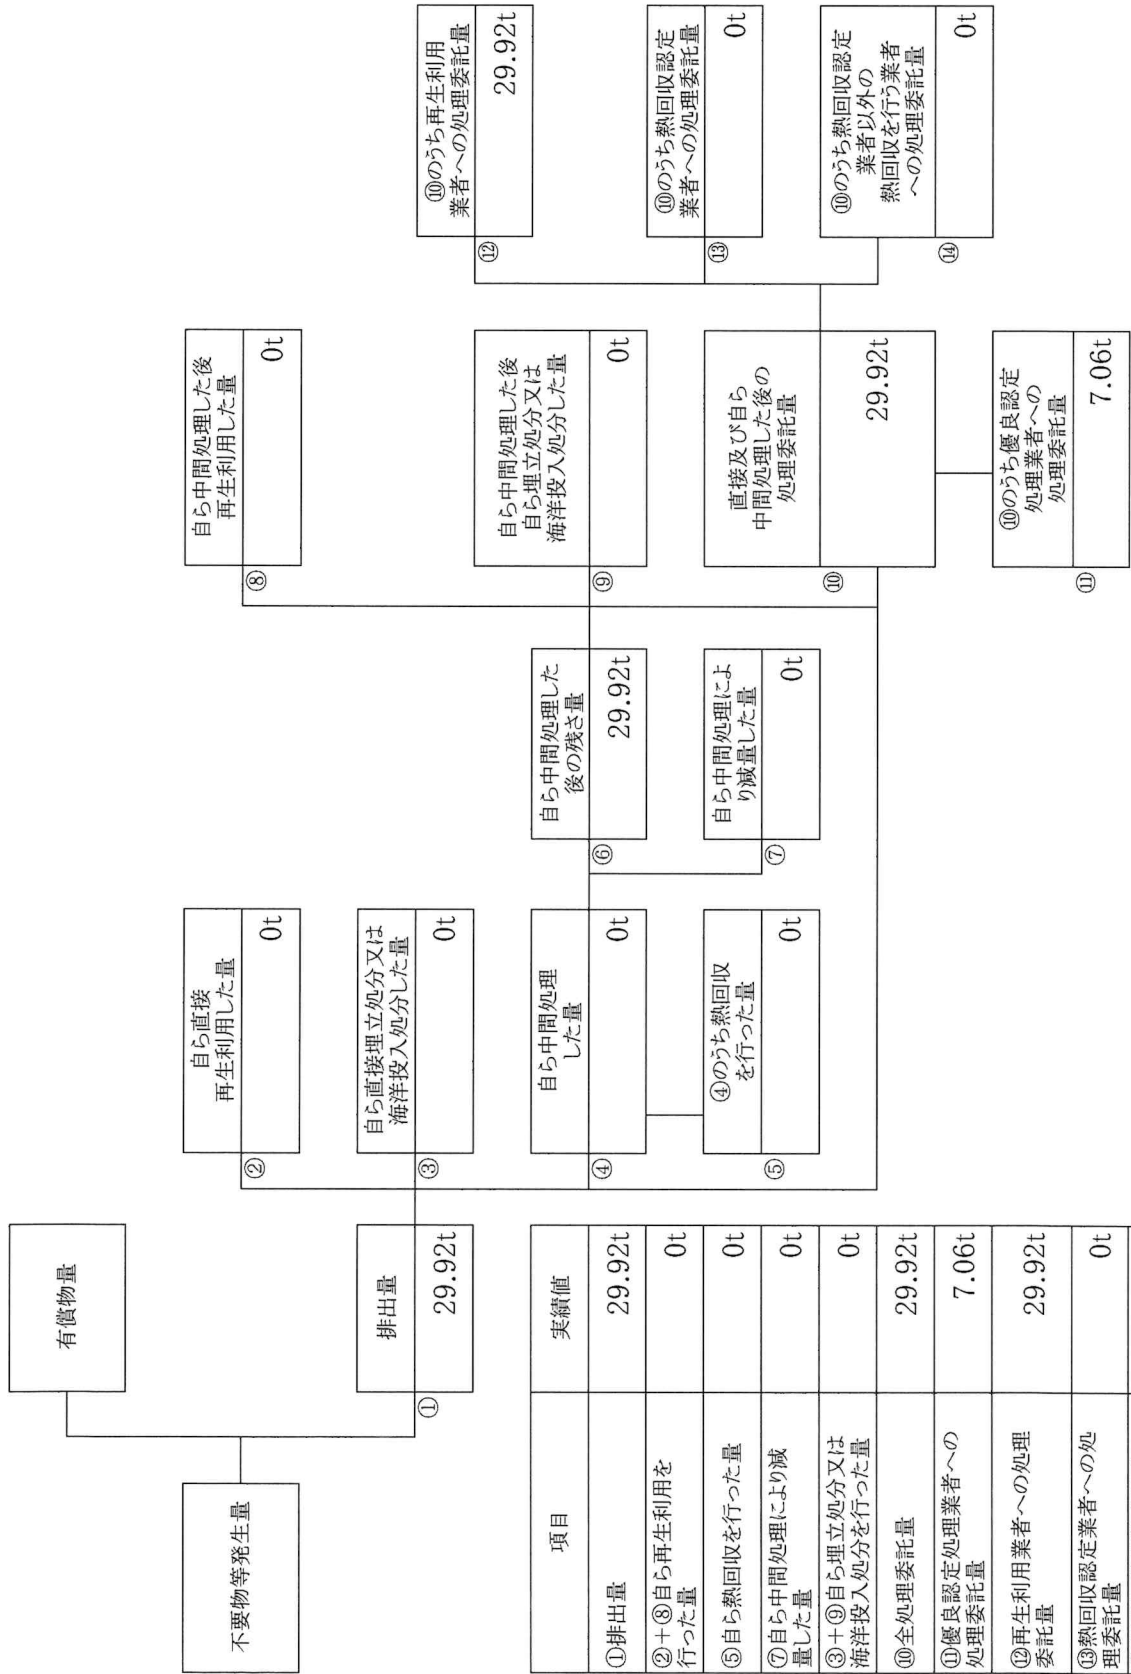 不要物等発生量
有償物量
①
排出量
29.92t
②
自ら直接
再生利用した量
0t
③
自ら直接埋立処分又は
海洋投入処分した量
0t
④
自ら中間処理
した量
0t
⑤
④のうち熱回収
を行った量
0t
⑥
自ら中間処理した
後の残さ量
29.92t
⑦
自ら中間処理によ
り減量した量
0t
⑧
自ら中間処理した後
再生利用した量
0t
⑨
自ら中間処理した後
自ら埋立処分又は
海洋投入処分した量
0t
⑩
直接及び自ら
中間処理した後の
処理委託量
29.92t
⑪
⑩のうち優良認定
処理業者への
処理委託量
7.06t
⑫
⑩のうち再生利用
業者への処理委託量
29.92t
⑬
⑩のうち熱回収認定
業者への処理委託量
0t
⑭
⑩のうち熱回収認定
業者以外の
熱回収を行う業者
への処理委託量
0t
項目
実績値
①排出量
29.92t
②+⑧自ら再生利用を
行った量
0t
⑤自ら熱回収を行った量
0t
⑦自ら中間処理により減
量した量
0t
③+⑨自ら埋立処分又は
海洋投入処分を行った量
0t
⑩全処理委託量
29.92t
⑪優良認定処理業者への
処理委託量
7.06t
⑫再生利用業者への処理
委託量
29.92t
⑬熱回収認定業者への処
理委託量
0t